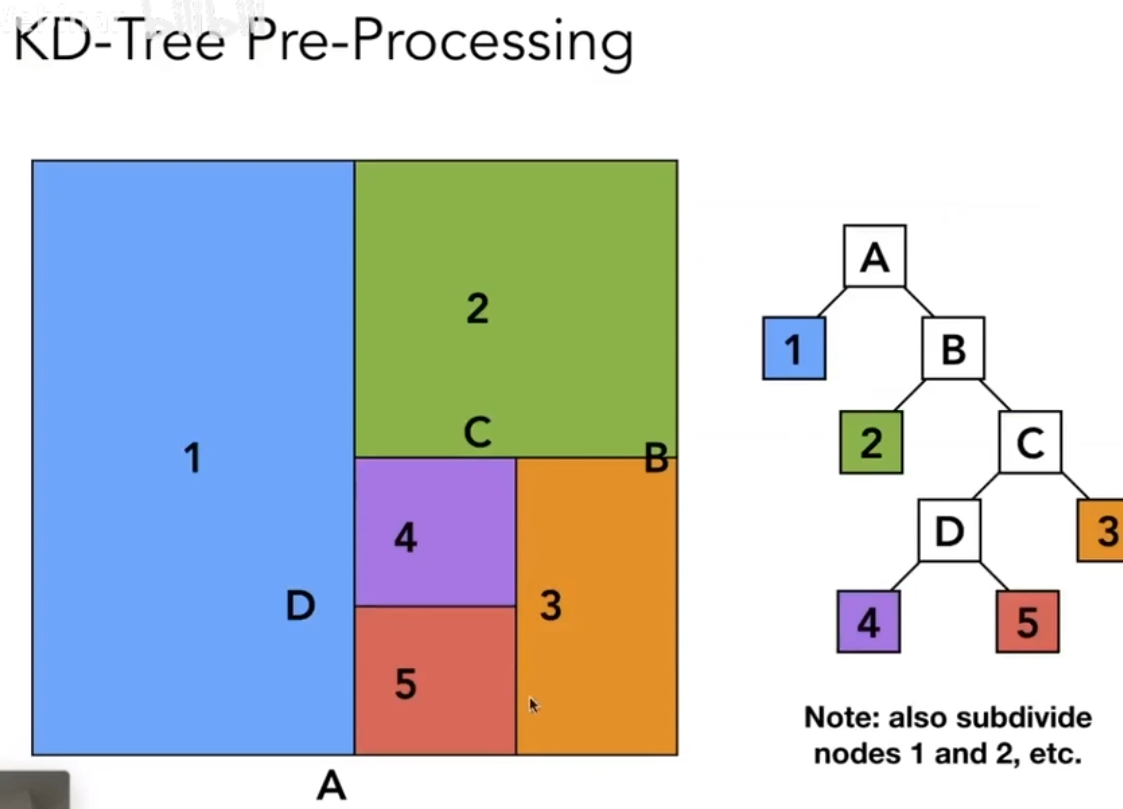 KD-Tree Pre-Processing
2
C
B
1
4
D
3
5
A
A
1
B
2
C
D
3
4
5
Note: also subdivide
nodes 1 and 2, etc.